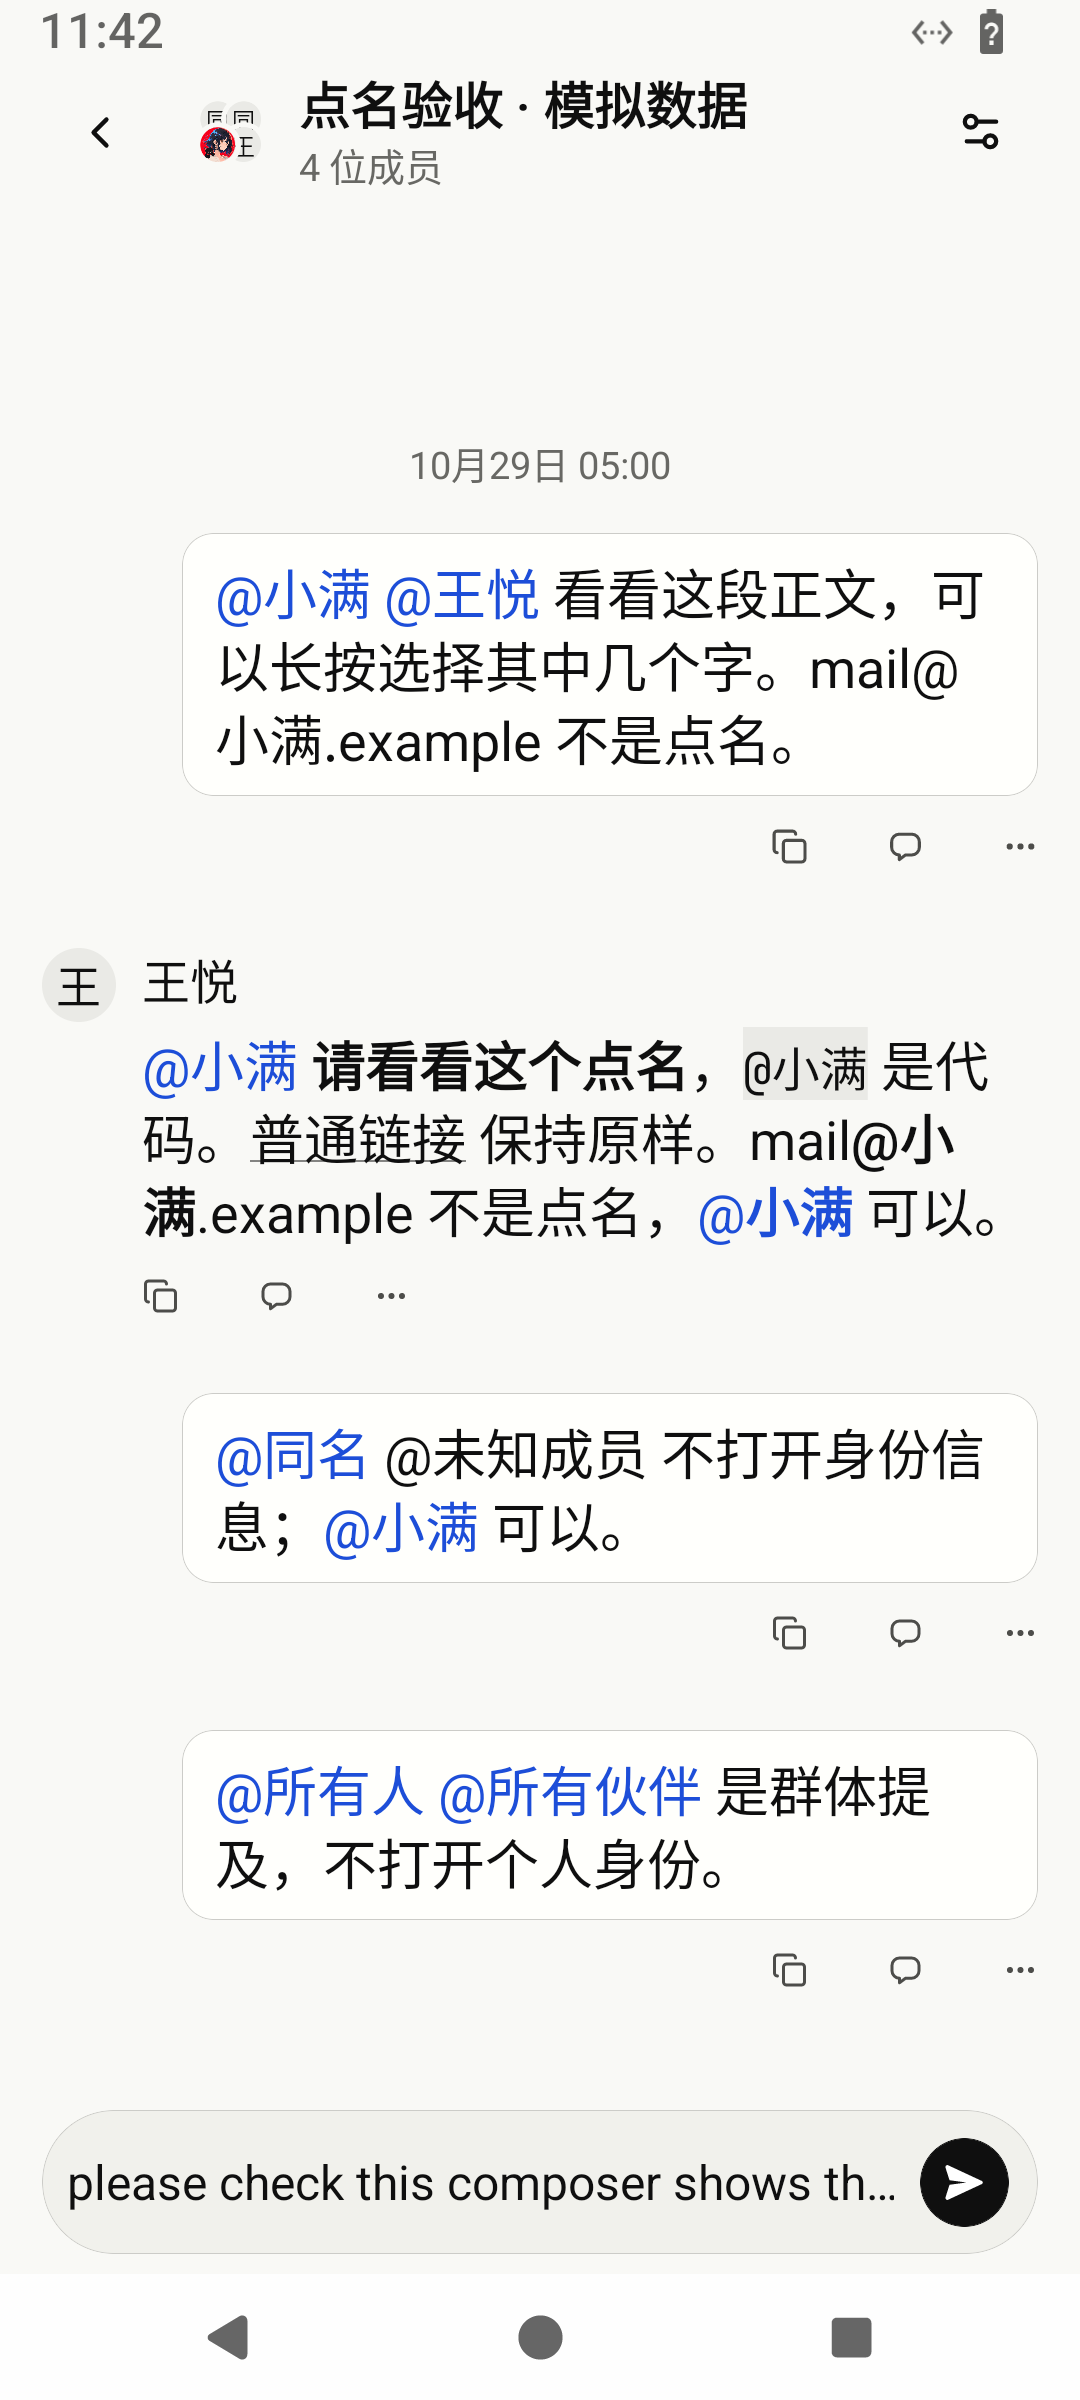 11:42
点名验收 · 模拟数据
4 位成员
10月29日 05:00
@小满 @王悦 看看这段正文，可
以长按选择其中几个字。mail@
小满.example 不是点名。
王 王悦
@小满 请看看这个点名，@小满 是代
码。普通链接 保持原样。mail@小
满.example 不是点名，@小满 可以。
@同名 @未知成员 不打开身份信
息；@小满 可以。
@所有人 @所有伙伴 是群体提
及，不打开个人身份。
please check this composer shows th…